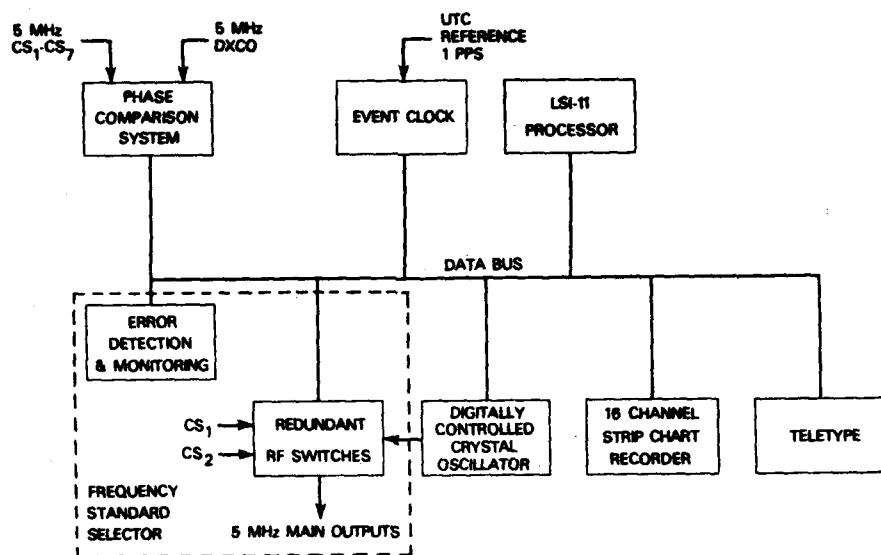 5 MHz
CS1-CS7
5 MHz
DXCO
UTC
REFERENCE
1 PPS
PHASE
COMPARISON
SYSTEM
EVENT CLOCK
LSI-11
PROCESSOR
DATA BUS
ERROR
DETECTION
& MONITORING
CS1
CS2
REDUNDANT
RF SWITCHES
DIGITALLY
CONTROLLED
CRYSTAL
OSCILLATOR
16 CHANNEL
STRIP CHART
RECORDER
TELETYPE
FREQUENCY
STANDARD
SELECTOR
5 MHz MAIN OUTPUTS